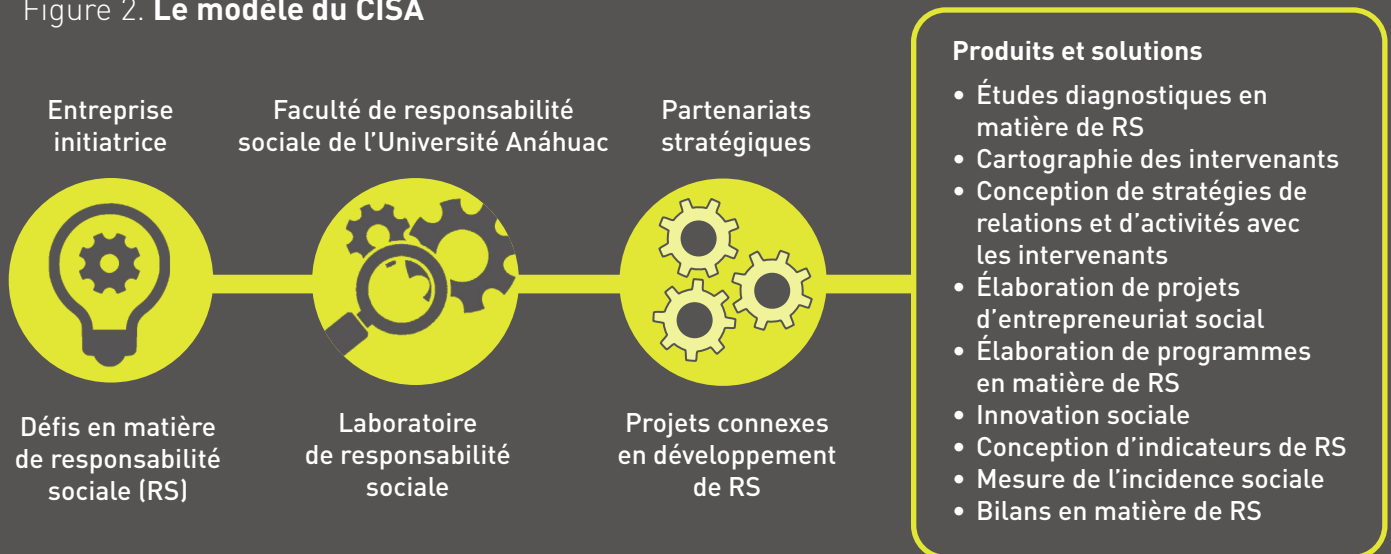 Figure 2. Le modèle du CISA
Entreprise
initiatrice
Défis en matière
de responsabilité
sociale (RS)
Faculté de responsabilité
sociale de l’Université Anáhuac
Laboratoire
de responsabilité
sociale
Partenariats
stratégiques
Projets connexes
en développement
de RS
Produits et solutions
• Études diagnostiques en
matière de RS
• Cartographie des intervenants
• Conception de stratégies de
relations et d’activités avec
les intervenants
• Élaboration de projets
d’entrepreneuriat social
• Élaboration de programmes
en matière de RS
• Innovation sociale
• Conception d’indicateurs de RS
• Mesure de l’incidence sociale
• Bilans en matière de RS